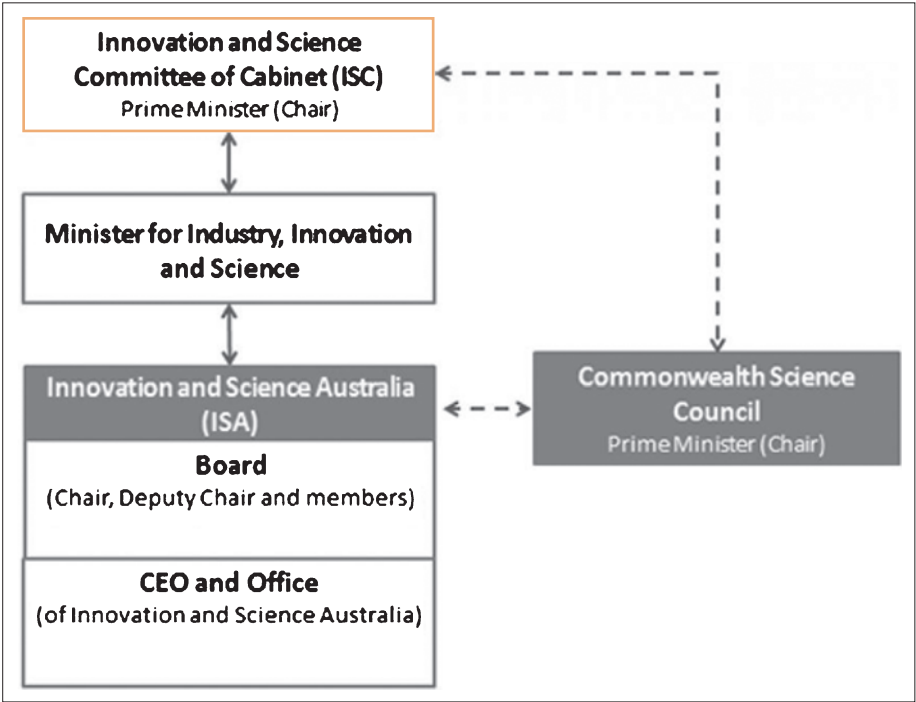 Innovation and Science
Committee of Cabinet (ISC)
Prime Minister (Chair)
Minister for Industry, Innovation
and Science
Innovation and Science Australia
(ISA)
Board
(Chair, Deputy Chair and members)
CEO and Office
(of Innovation and Science Australia)
Commonwealth Science
Council
Prime Minister (Chair)